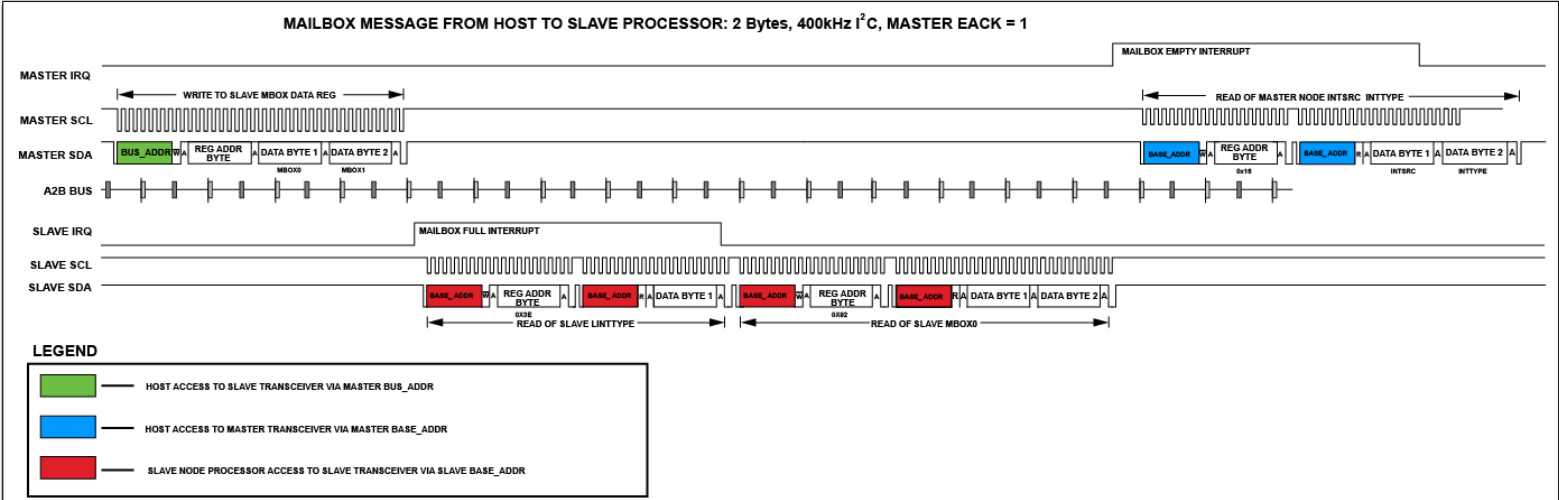 MAILBOX MESSAGE FROM HOST TO SLAVE PROCESSOR: 2 Bytes, 400kHz I²C, MASTER EACK = 1
MAILBOX EMPTY INTERRUPT
MASTER IRQ
WRITE TO SLAVE MBOX DATA REG
READ OF MASTER NODE INTSRC INTTYPE
MASTER SCL
MASTER SDA
BUS_ADDR W A REG ADDR BYTE A DATA BYTE 1 A DATA BYTE 2 A
BASE_ADDR W A REG ADDR BYTE A BASE_ADDR R A DATA BYTE 1 A DATA BYTE 2 A
MBOX0 MBOX1
0x16 INTSRC INTTYPE
A2B BUS
SLAVE IRQ
MAILBOX FULL INTERRUPT
SLAVE SCL
SLAVE SDA
BASE_ADDR W A REG ADDR BYTE A BASE_ADDR R A DATA BYTE 1 A BASE_ADDR W A REG ADDR BYTE A BASE_ADDR R A DATA BYTE 1 A DATA BYTE 2 A
0X3E 0X92
READ OF SLAVE LINTTYPE READ OF SLAVE MBOX0
LEGEND
HOST ACCESS TO SLAVE TRANSCEIVER VIA MASTER BUS_ADDR
HOST ACCESS TO MASTER TRANSCEIVER VIA MASTER BASE_ADDR
SLAVE NODE PROCESSOR ACCESS TO SLAVE TRANSCEIVER VIA SLAVE BASE_ADDR